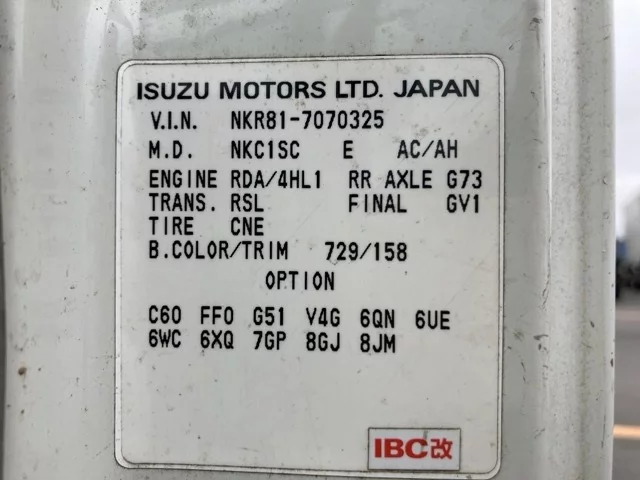 ISUZU MOTORS LTD. JAPAN
V.I.N. NKR81-7070325
M.D. NKC1SC E AC/AH
ENGINE RDA/4HL1 RR AXLE G73
TRANS. RSL FINAL GV1
TIRE CNE
B.COLOR/TRIM 729/158
OPTION
C60 FF0 G51 V4G 6QN 6UE
6WC 6XQ 7GP 8GJ 8JM
IBC改